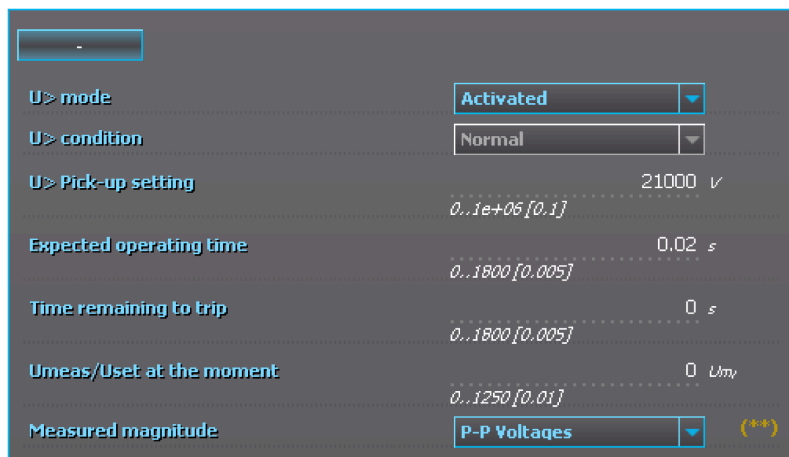 -
U> mode Activated
U> condition Normal
U> Pick-up setting 21000 V
0..1e+06 [0.1]
Expected operating time 0.02 s
0..1800 [0.005]
Time remaining to trip 0 s
0..1800 [0.005]
Umeas/Uset at the moment 0 Um/
0..1250 [0.01]
Measured magnitude P-P Voltages (**)